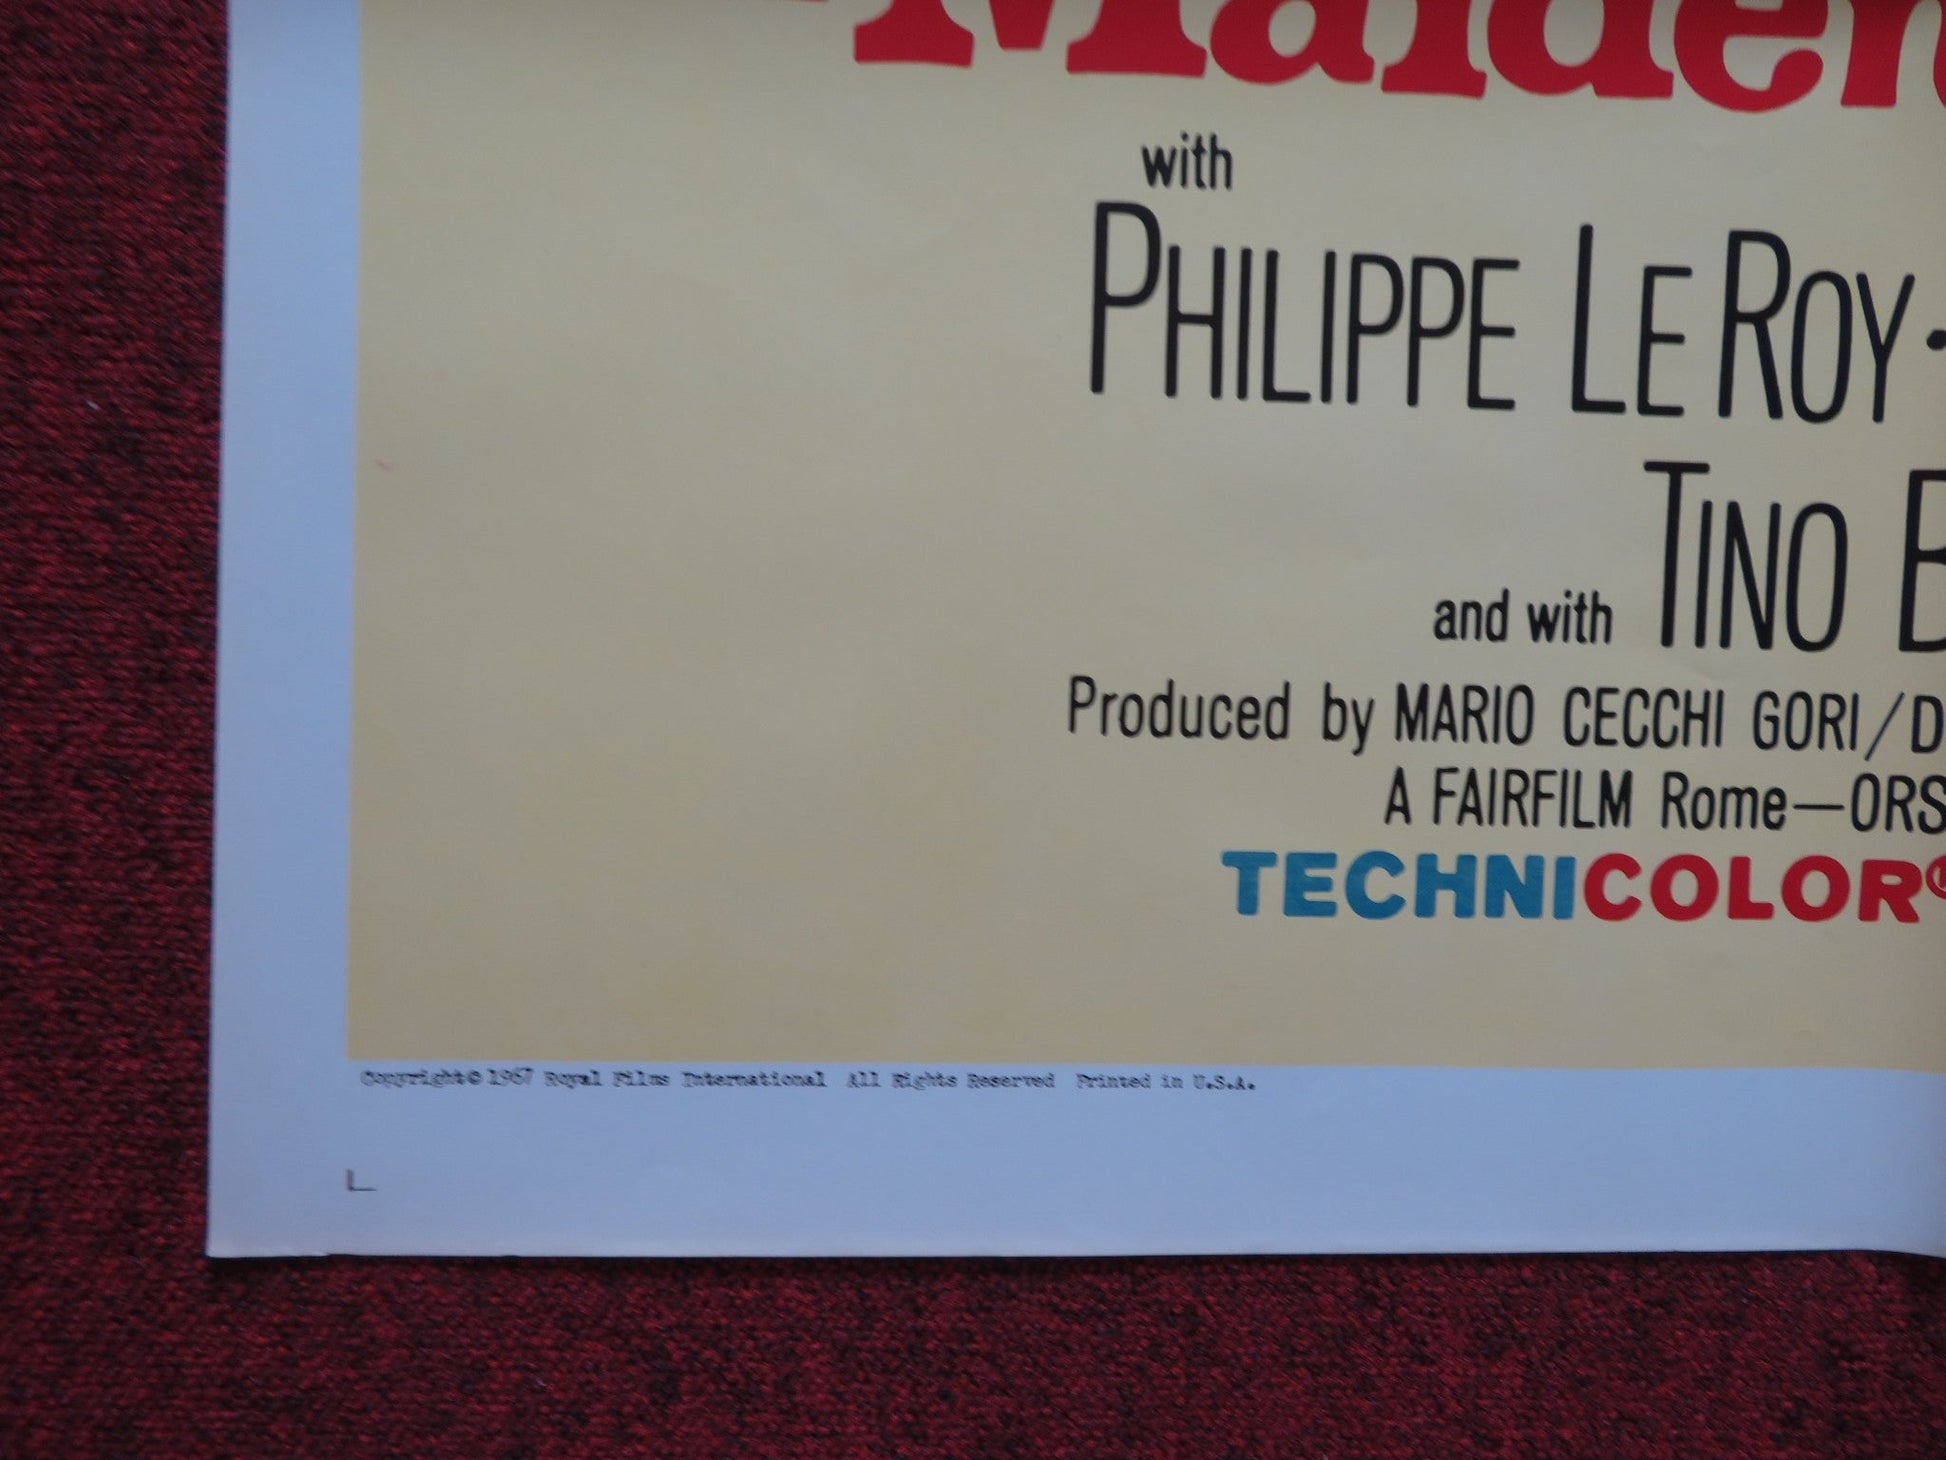 Maiden
with
PHILIPPE LE ROY ·
and with TINO B
Produced by MARIO CECCHI GORI/D
A FAIRFILM Rome—ORS
TECHNICOLOR®
Copyright © 1967 Royal Films International All Rights Reserved Printed in U.S.A.